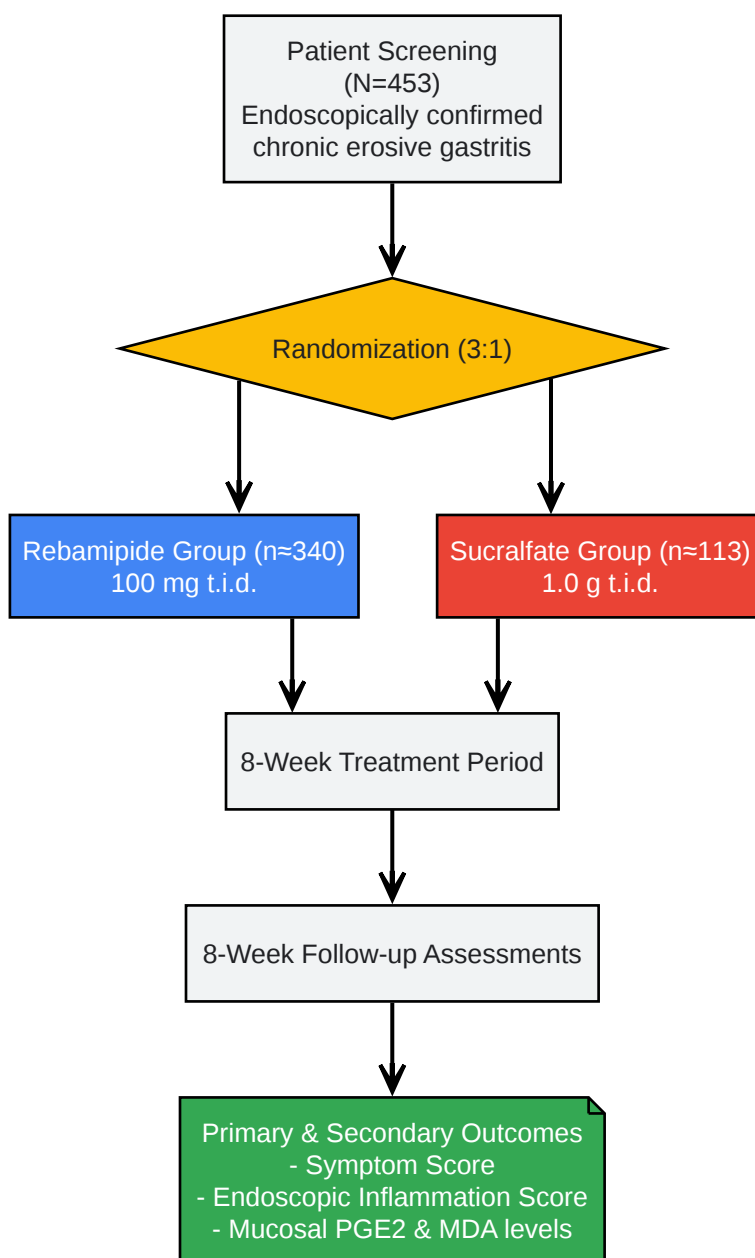 Patient Screening
(N=453)
Endoscopically confirmed
chronic erosive gastritis
Randomization (3:1)
Rebamipide Group (n≈340)
100 mg t.i.d.
Sucralfate Group (n≈113)
1.0 g t.i.d.
8-Week Treatment Period
8-Week Follow-up Assessments
Primary & Secondary Outcomes
- Symptom Score
- Endoscopic Inflammation Score
- Mucosal PGE2 & MDA levels